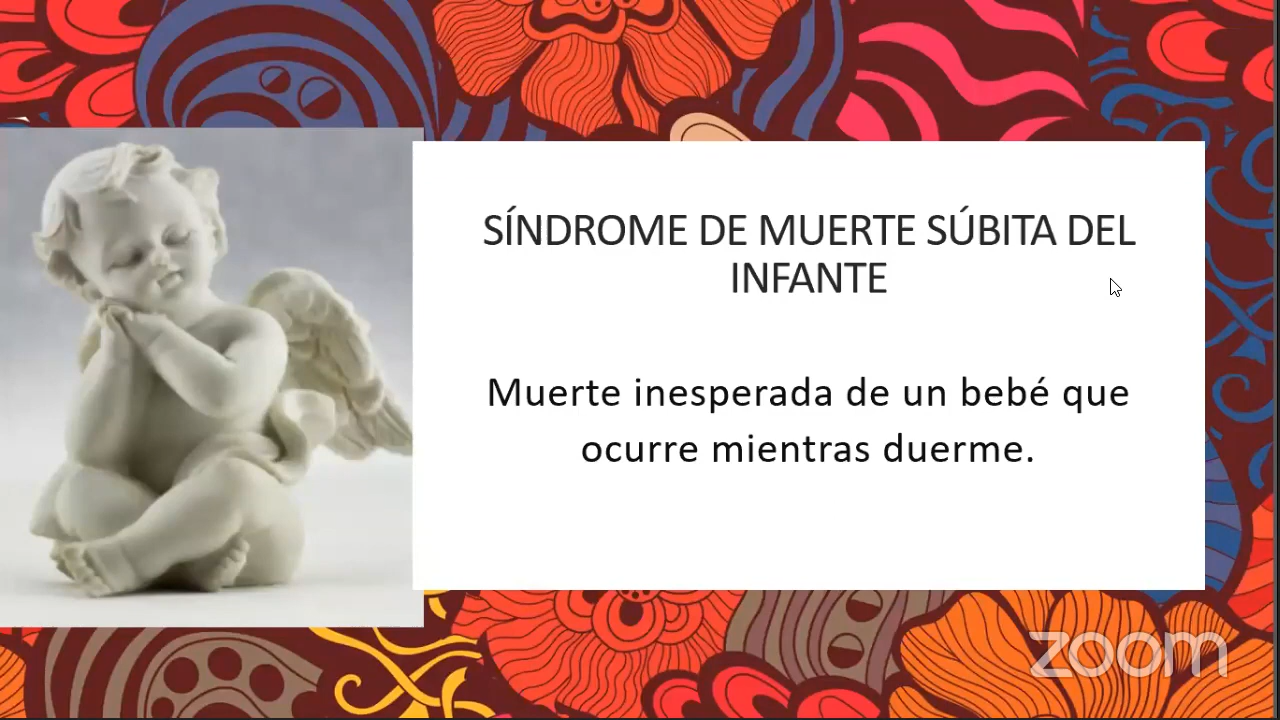 SÍNDROME DE MUERTE SÚBITA DEL
INFANTE
Muerte inesperada de un bebé que
ocurre mientras duerme.
zoom